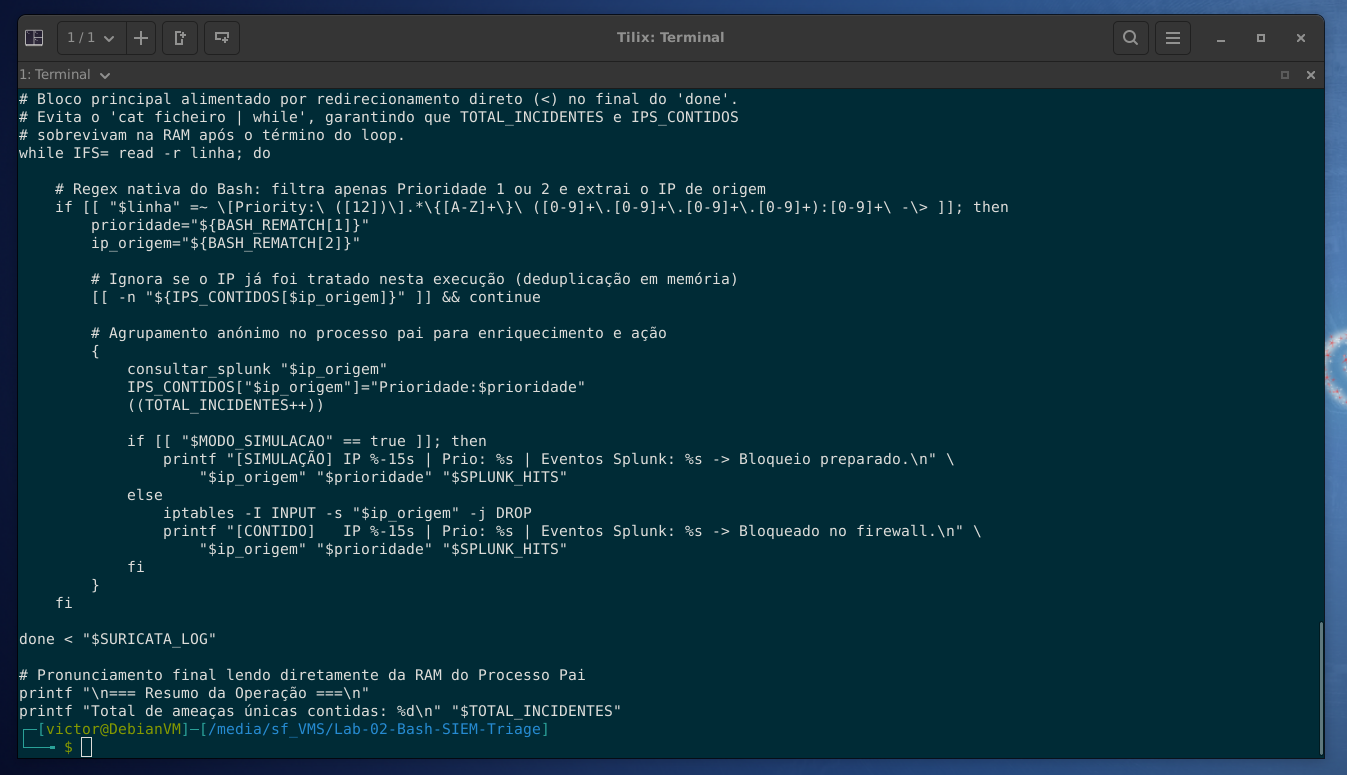 1 / 1
Tilix: Terminal
1: Terminal
# Bloco principal alimentado por redirecionamento direto (<) no final do 'done'.
# Evita o 'cat ficheiro | while', garantindo que TOTAL_INCIDENTES e IPS_CONTIDOS
# sobrevivam na RAM após o término do loop.
while IFS= read -r linha; do

    # Regex nativa do Bash: filtra apenas Prioridade 1 ou 2 e extrai o IP de origem
    if [[ "$linha" =~ \[Priority:\ ([12])\].*\{[A-Z]+\}\ ([0-9]+\.[0-9]+\.[0-9]+\.[0-9]+):[0-9]+\ -\> ]]; then
        prioridade="${BASH_REMATCH[1]}"
        ip_origem="${BASH_REMATCH[2]}"

        # Ignora se o IP já foi tratado nesta execução (deduplicação em memória)
        [[ -n "${IPS_CONTIDOS[$ip_origem]}" ]] && continue

        # Agrupamento anónimo no processo pai para enriquecimento e ação
        {
            consultar_splunk "$ip_origem"
            IPS_CONTIDOS["$ip_origem"]="Prioridade:$prioridade"
            ((TOTAL_INCIDENTES++))

            if [[ "$MODO_SIMULACAO" == true ]]; then
                printf "[SIMULAÇÃO] IP %-15s | Prio: %s | Eventos Splunk: %s -> Bloqueio preparado.\n" \
                    "$ip_origem" "$prioridade" "$SPLUNK_HITS"
            else
                iptables -I INPUT -s "$ip_origem" -j DROP
                printf "[CONTIDO]   IP %-15s | Prio: %s | Eventos Splunk: %s -> Bloqueado no firewall.\n" \
                    "$ip_origem" "$prioridade" "$SPLUNK_HITS"
            fi
        }
    fi

done < "$SURICATA_LOG"

# Pronunciamento final lendo diretamente da RAM do Processo Pai
printf "\n=== Resumo da Operação ===\n"
printf "Total de ameaças únicas contidas: %d\n" "$TOTAL_INCIDENTES"
┌─[victor@DebianVM]─[/media/sf_VMS/Lab-02-Bash-SIEM-Triage]
└──╼ $